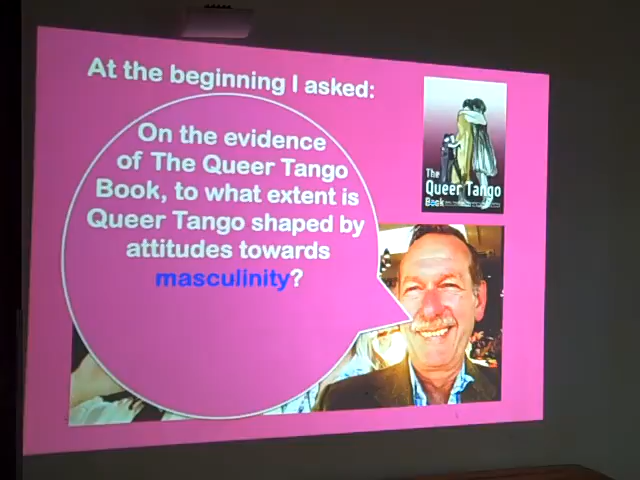 At the beginning I asked:
On the evidence
of The Queer Tango
Book, to what extent is
Queer Tango shaped by
attitudes towards
masculinity?
The
Queer Tango
Book